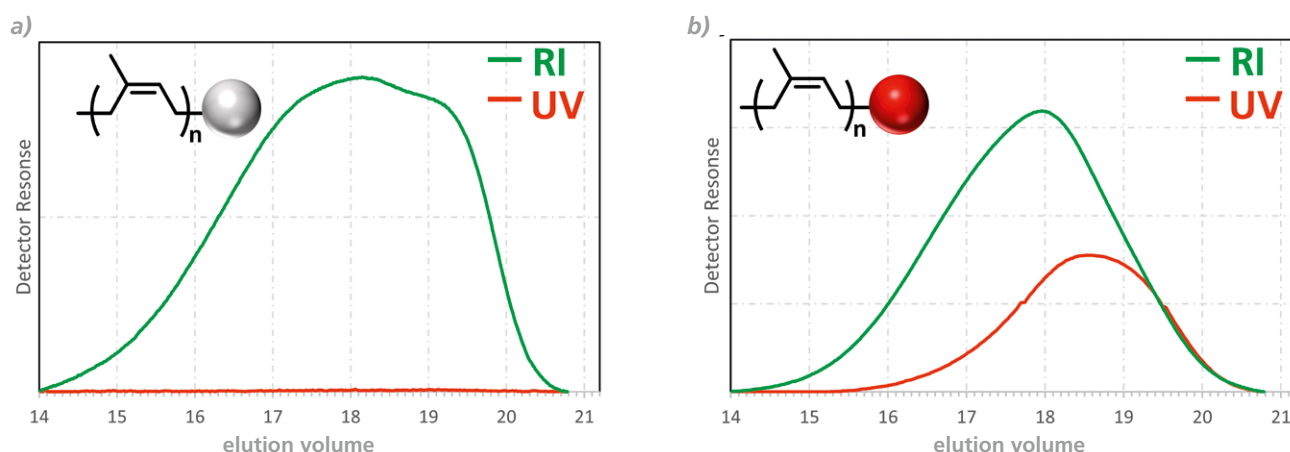 a)
RI
UV
n
Detector Resonse
14 15 16 17 18 19 20 21
elution volume
b)
RI
UV
n
Detector Resonse
14 15 16 17 18 19 20 21
elution volume